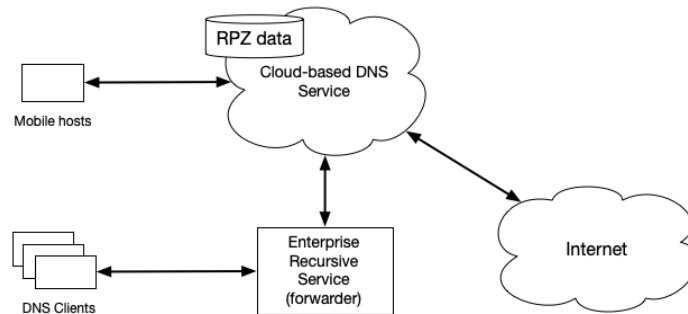 RPZ data
Cloud-based DNS
Service
Mobile hosts
Enterprise
Recursive
Service
(forwarder)
Internet
DNS Clients